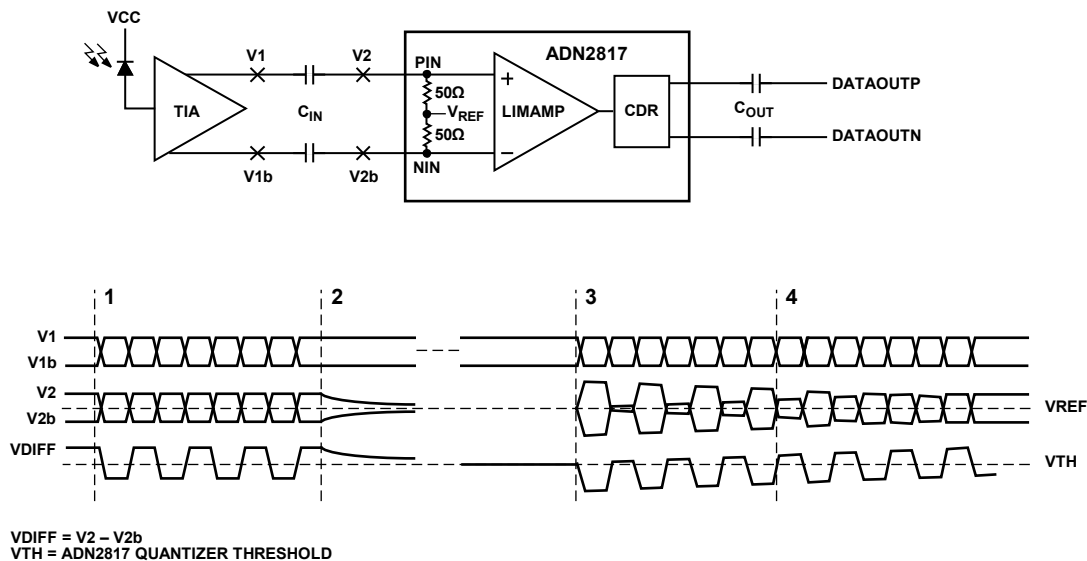 VCC
ADN2817
V1
V2
PIN
50Ω
VREF
50Ω
NIN
TIA
CIN
LIMAMP
+
−
CDR
COUT
DATAOUTP
DATAOUTN
V1b
V2b
1
2
3
4
V1
V1b
V2
V2b
VREF
VDIFF
VTH
VDIFF = V2 – V2b
VTH = ADN2817 QUANTIZER THRESHOLD